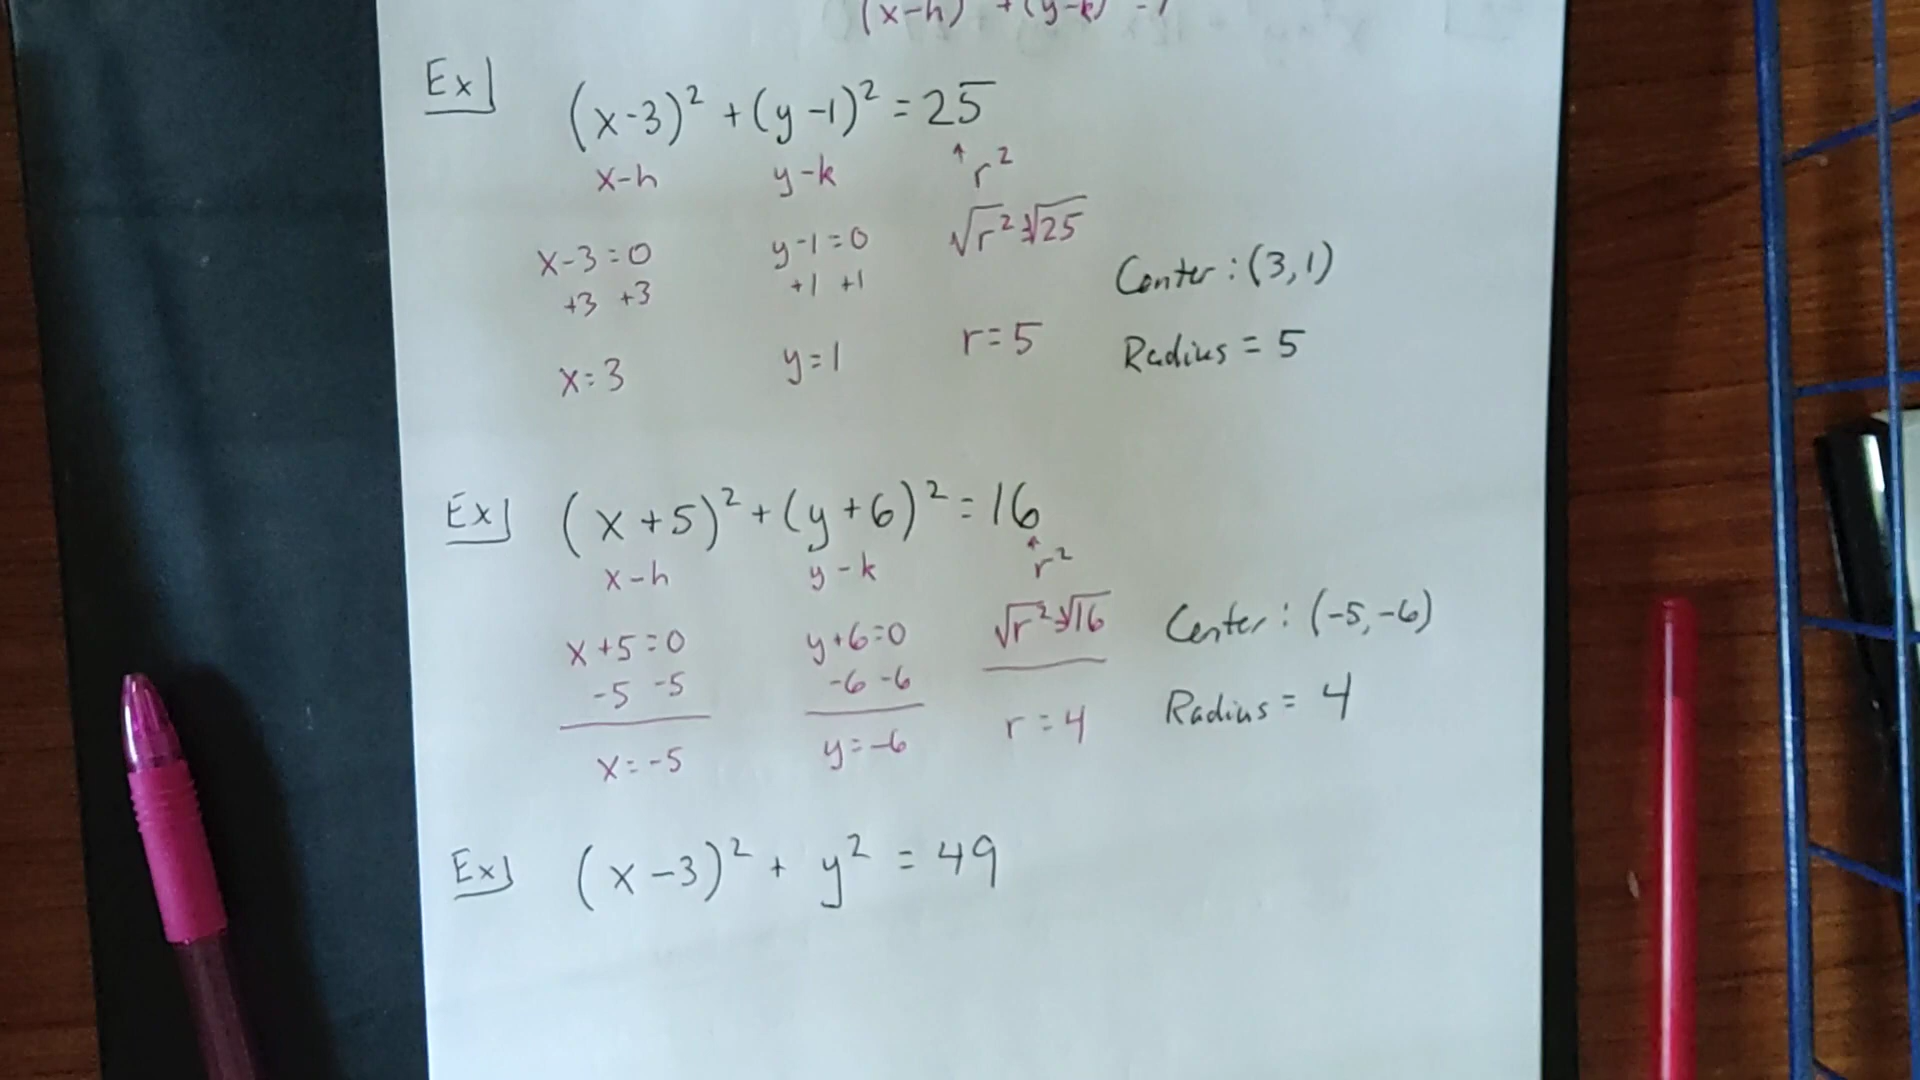 (x-h) + (y-k) = r
Ex] (x-3)² + (y-1)² = 25
x-h y-k ↑ r²
x-3=0 y-1=0 √r²=√25
+3 +3 +1 +1
Center: (3,1)
x=3 y=1 r=5
Radius = 5
Ex] (x+5)² + (y+6)² = 16
x-h y-k ↑ r²
x+5=0 y+6=0 √r²=√16
-5 -5 -6 -6
Center: (-5,-6)
x=-5 y=-6 r=4
Radius = 4
Ex] (x-3)² + y² = 49